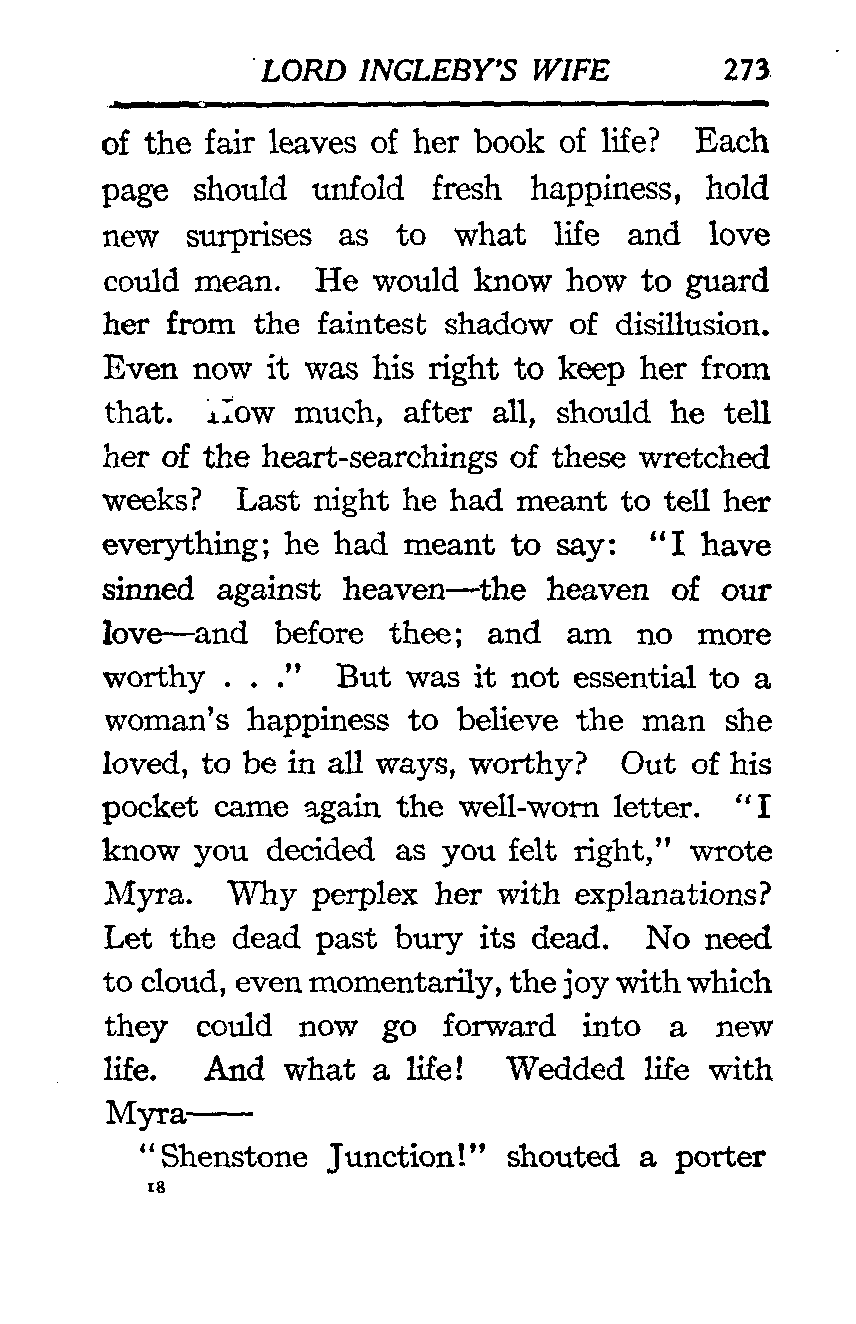 LORD INGLEBY'S WIFE 273
of the fair leaves of her book of life? Each
page should unfold fresh happiness, hold
new surprises as to what life and love
could mean. He would know how to guard
her from the faintest shadow of disillusion.
Even now it was his right to keep her from
that. How much, after all, should he tell
her of the heart-searchings of these wretched
weeks? Last night he had meant to tell her
everything; he had meant to say: "I have
sinned against heaven—the heaven of our
love—and before thee; and am no more
worthy . . ." But was it not essential to a
woman's happiness to believe the man she
loved, to be in all ways, worthy? Out of his
pocket came again the well-worn letter. "I
know you decided as you felt right," wrote
Myra. Why perplex her with explanations?
Let the dead past bury its dead. No need
to cloud, even momentarily, the joy with which
they could now go forward into a new
life. And what a life! Wedded life with
Myra——
"Shenstone Junction!" shouted a porter
18